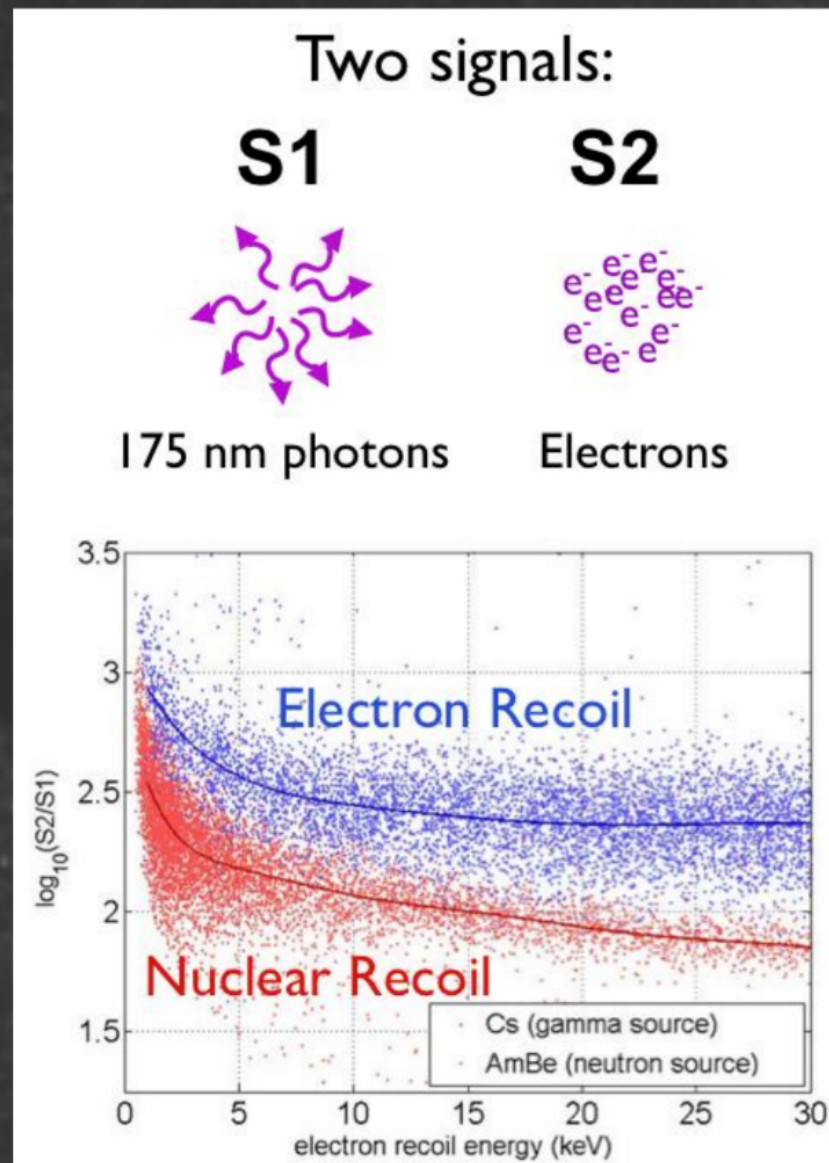 Two signals:
S1 S2
e⁻ e⁻ e⁻ e⁻ e⁻ e⁻ e⁻ e⁻ e⁻ e⁻ e⁻ e⁻ e⁻ e⁻ e⁻
175 nm photons Electrons
3.5
3
2.5
2
1.5
log₁₀(S2/S1)
Electron Recoil
Nuclear Recoil
Cs (gamma source)
AmBe (neutron source)
0 5 10 15 20 25 30
electron recoil energy (keV)